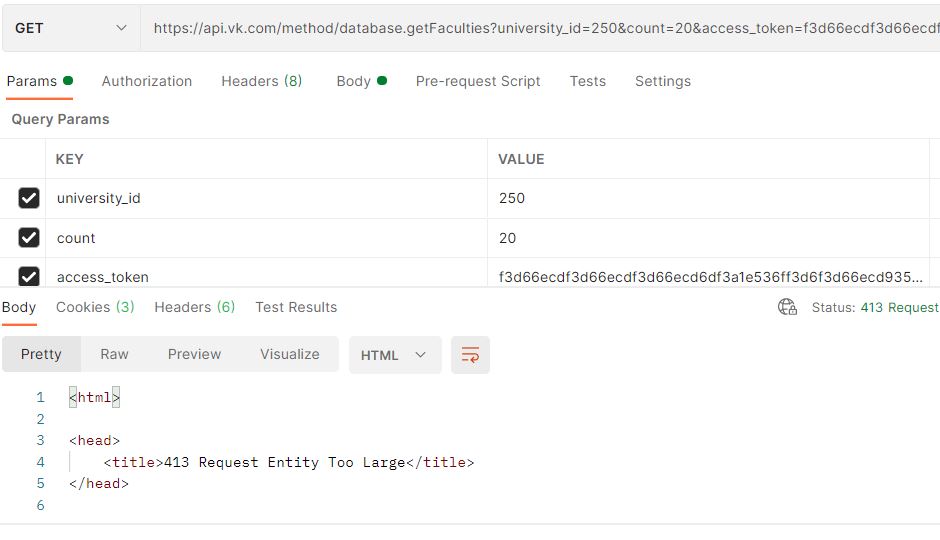 GET https://api.vk.com/method/database.getFaculties?university_id=250&count=20&access_token=f3d66ecdf3d66ecdf
Params Authorization Headers (8) Body Pre-request Script Tests Settings
Query Params
KEY VALUE
university_id 250
count 20
access_token f3d66ecdf3d66ecdf3d66ecd6df3a1e536ff3d6f3d66ecd935...
Body Cookies (3) Headers (6) Test Results Status: 413 Request
Pretty Raw Preview Visualize HTML
1 <html>
2
3 <head>
4 <title>413 Request Entity Too Large</title>
5 </head>
6